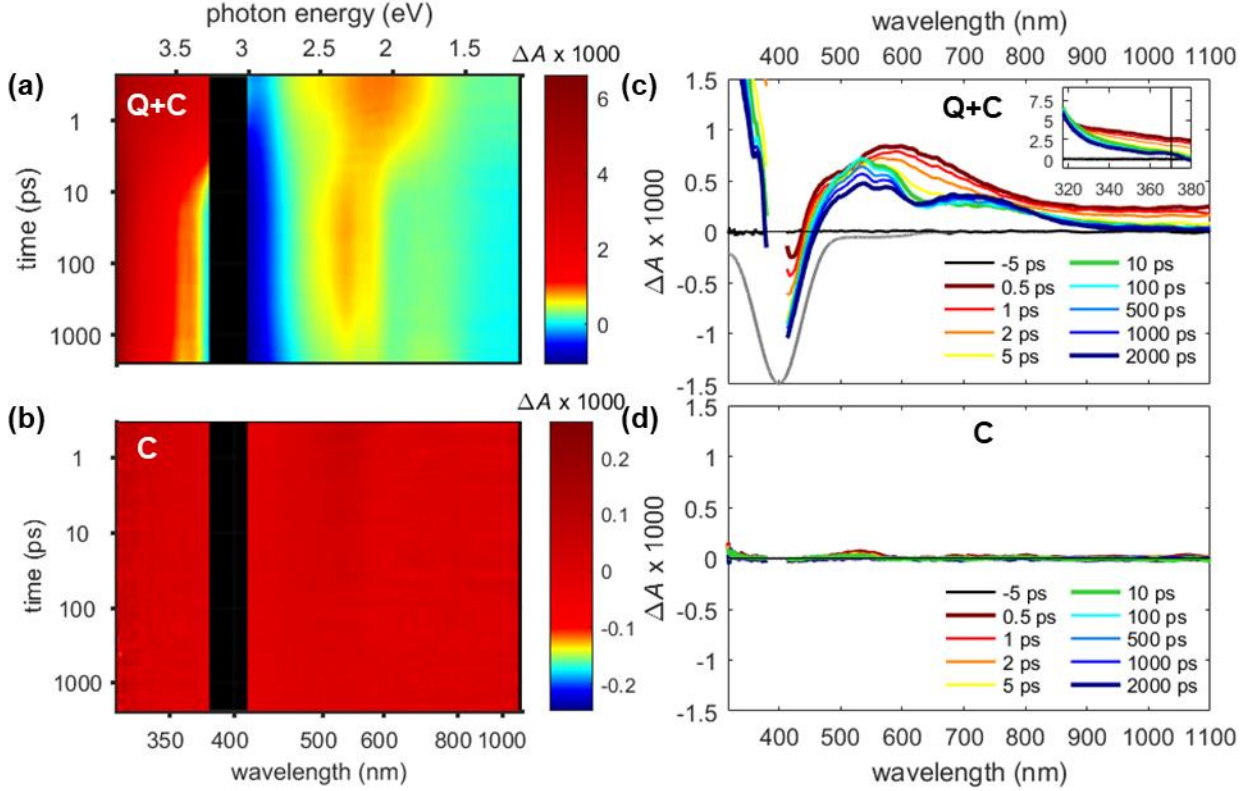 photon energy (eV)
3.5 3 2.5 2 1.5
ΔA x 1000
(a)
Q+C
1
10
100
1000
time (ps)
6
4
2
0
(b)
ΔA x 1000
C
1
10
100
1000
time (ps)
0.2
0.1
0
-0.1
-0.2
350 400 500 600 800 1000
wavelength (nm)
wavelength (nm)
400 500 600 700 800 900 1000 1100
(c)
Q+C
1.5
1
0.5
0
-0.5
-1
-1.5
ΔA x 1000
7.5
5
2.5
0
320 340 360 380
-5 ps 10 ps
0.5 ps 100 ps
1 ps 500 ps
2 ps 1000 ps
5 ps 2000 ps
(d)
C
1.5
1
0.5
0
-0.5
-1
-1.5
ΔA x 1000
-5 ps 10 ps
0.5 ps 100 ps
1 ps 500 ps
2 ps 1000 ps
5 ps 2000 ps
400 500 600 700 800 900 1000 1100
wavelength (nm)